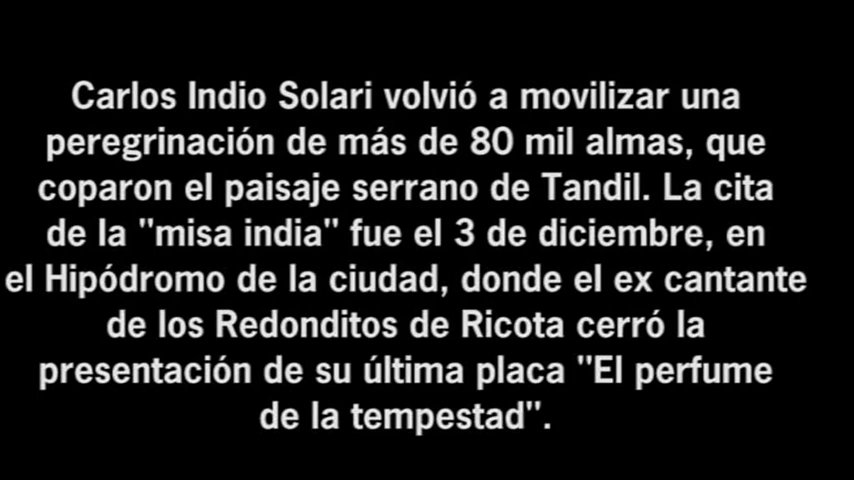 Carlos Indio Solari volvió a movilizar una
peregrinación de más de 80 mil almas, que
coparon el paisaje serrano de Tandil. La cita
de la "misa india" fue el 3 de diciembre, en
el Hipódromo de la ciudad, donde el ex cantante
de los Redonditos de Ricota cerró la
presentación de su última placa "El perfume
de la tempestad".